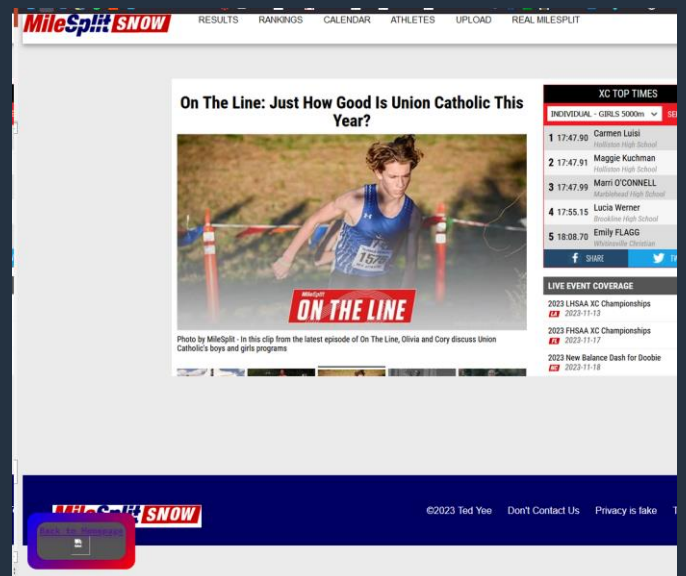 MileSplit SNOW
RESULTS RANKINGS CALENDAR ATHLETES UPLOAD REAL MILESPLIT
On The Line: Just How Good Is Union Catholic This
Year?
1578
MileSplit
ON THE LINE
Photo by MileSplit - In this clip from the latest episode of On The Line, Olivia and Cory discuss Union
Catholic's boys and girls programs
XC TOP TIMES
INDIVIDUAL - GIRLS 5000m
1 17:47.90 Carmen Luisi
Holliston High School
2 17:47.91 Maggie Kuchman
Holliston High School
3 17:47.99 Marri O'CONNELL
Marblehead High School
4 17:55.15 Lucia Werner
Brookline High School
5 18:08.70 Emily FLAGG
Whitinsville Christian
SHARE
LIVE EVENT COVERAGE
2023 LHSAA XC Championships
LA 2023-11-13
2023 FHSAA XC Championships
FL 2023-11-17
2023 New Balance Dash for Doobie
NC 2023-11-18
MileSplit SNOW
©2023 Ted Yee Don't Contact Us Privacy is fake
Back to Homepage